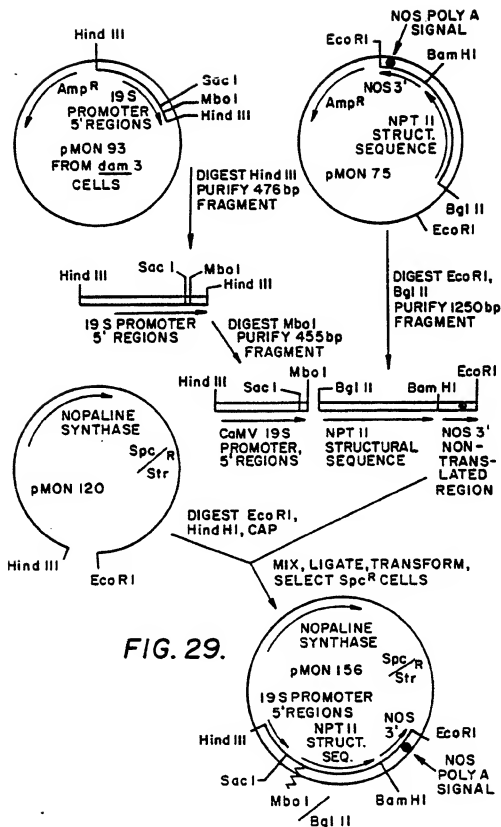 Hind III
Amp R
19 S
PROMOTER
5' REGIONS
Sac I
Mbo I
Hind III
pMON 93
FROM dam 3
CELLS
NOS POLY A
SIGNAL
EcoRI
BamHI
NOS 3'
Amp R
NPT II
STRUCT.
SEQUENCE
pMON 75
Bgl II
EcoRI
DIGEST Hind III
PURIFY 476 bp
FRAGMENT
Hind III
Sac I
Mbo I
Hind III
19 S PROMOTER
5' REGIONS
DIGEST Mbo I
PURIFY 455 bp
FRAGMENT
DIGEST EcoRI,
Bgl II
PURIFY 1250 bp
FRAGMENT
Hind III
Sac I
Mbo I
Bgl II
Bam HI
EcoRI
CaMV 19S
PROMOTER,
5' REGIONS
NPT II
STRUCTURAL
SEQUENCE
NOS 3'
NON-
TRANS-
LATED
REGION
NOPALINE
SYNTHASE
Spc/Str R
pMON 120
Hind III
EcoRI
DIGEST EcoRI,
Hind HI, CAP
MIX, LIGATE, TRANSFORM,
SELECT Spc R CELLS
FIG. 29.
NOPALINE
SYNTHASE
pMON 156
Spc/Str R
19 S PROMOTER
5' REGIONS
NPT II
STRUCT.
SEQ.
NOS
3'
EcoRI
Hind III
Sac I
Mbo I
Bgl II
BamHI
NOS
POLY A
SIGNAL